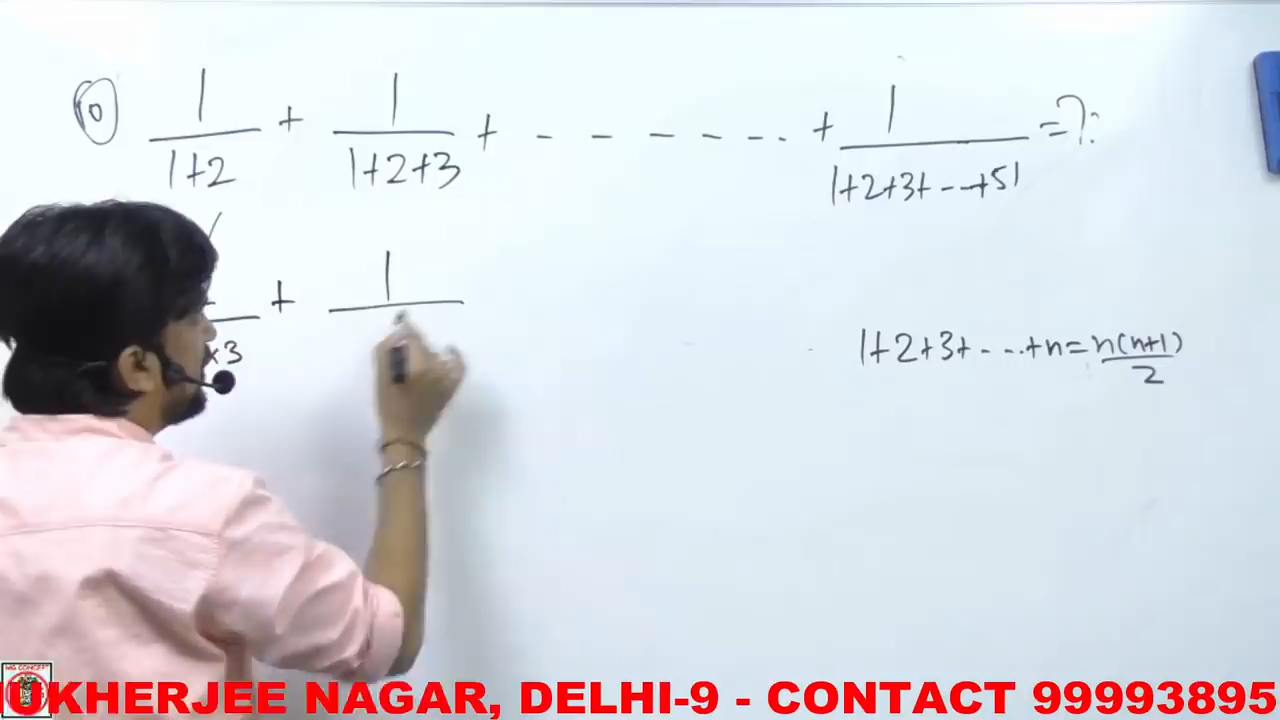 10 1/(1+2) + 1/(1+2+3) + - - - - - .. + 1/(1+2+3+ - ..+51) = ?:
×3 + 1
1+2+3+ - ..+n = n(n+1)/2
UKHERJEE NAGAR, DELHI-9 - CONTACT 99993895